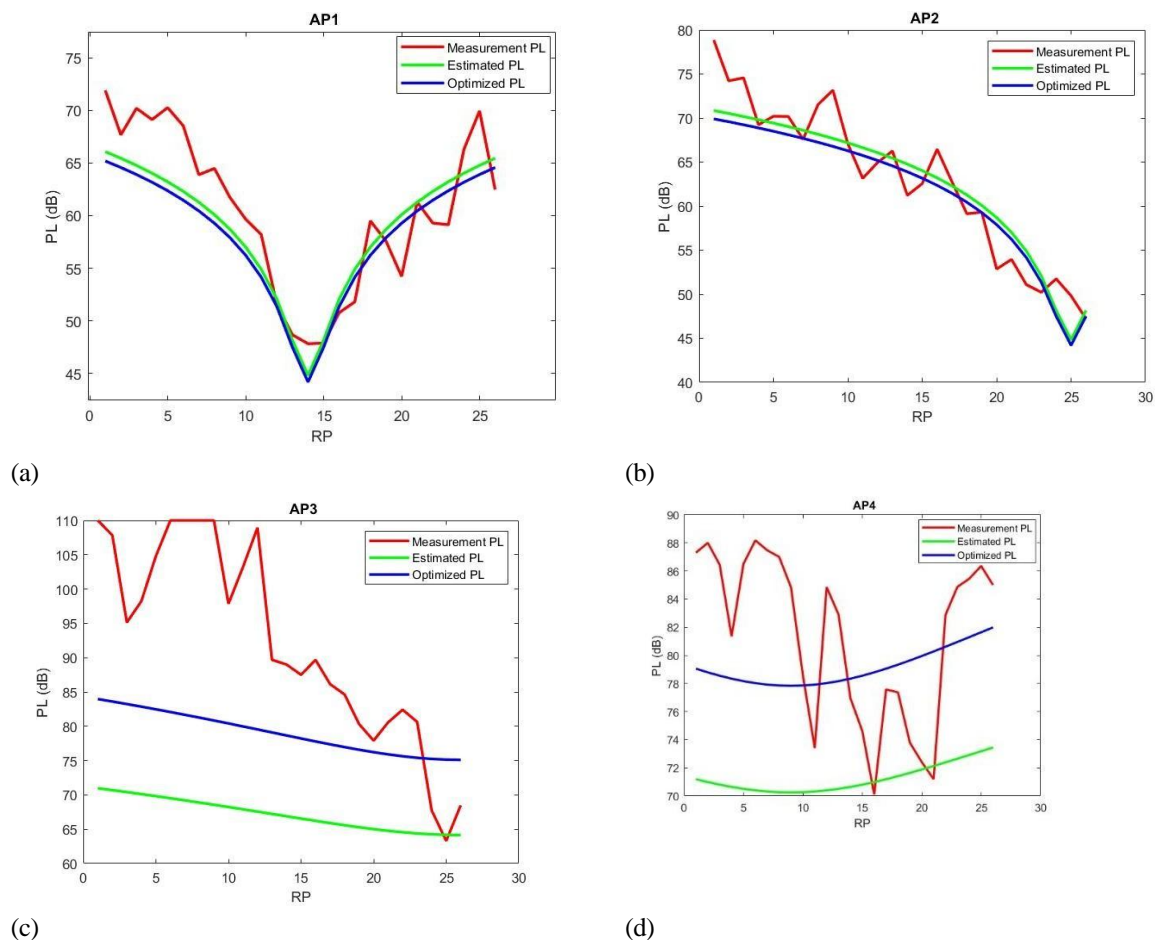 AP1
75
70
65
60
55
50
45
PL (dB)
0 5 10 15 20 25
RP
Measurement PL
Estimated PL
Optimized PL
(a)
AP2
80
75
70
65
60
55
50
45
40
PL (dB)
0 5 10 15 20 25 30
RP
Measurement PL
Estimated PL
Optimized PL
(b)
AP3
110
105
100
95
90
85
80
75
70
65
60
PL (dB)
0 5 10 15 20 25 30
RP
Measurement PL
Estimated PL
Optimized PL
(c)
AP4
90
88
86
84
82
80
78
76
74
72
70
PL (dB)
0 5 10 15 20 25 30
RP
Measurement PL
Estimated PL
Optimized PL
(d)